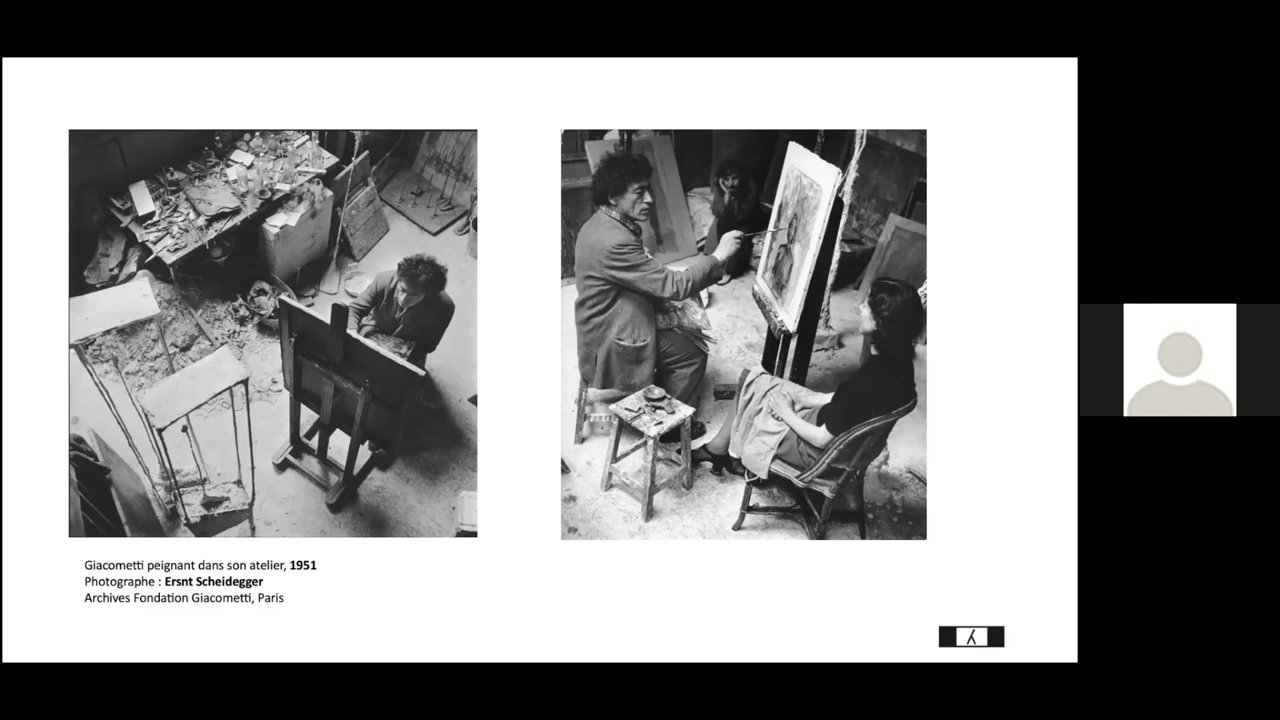 Giacometti peignant dans son atelier, 1951
Photographe : Ersnt Scheidegger
Archives Fondation Giacometti, Paris